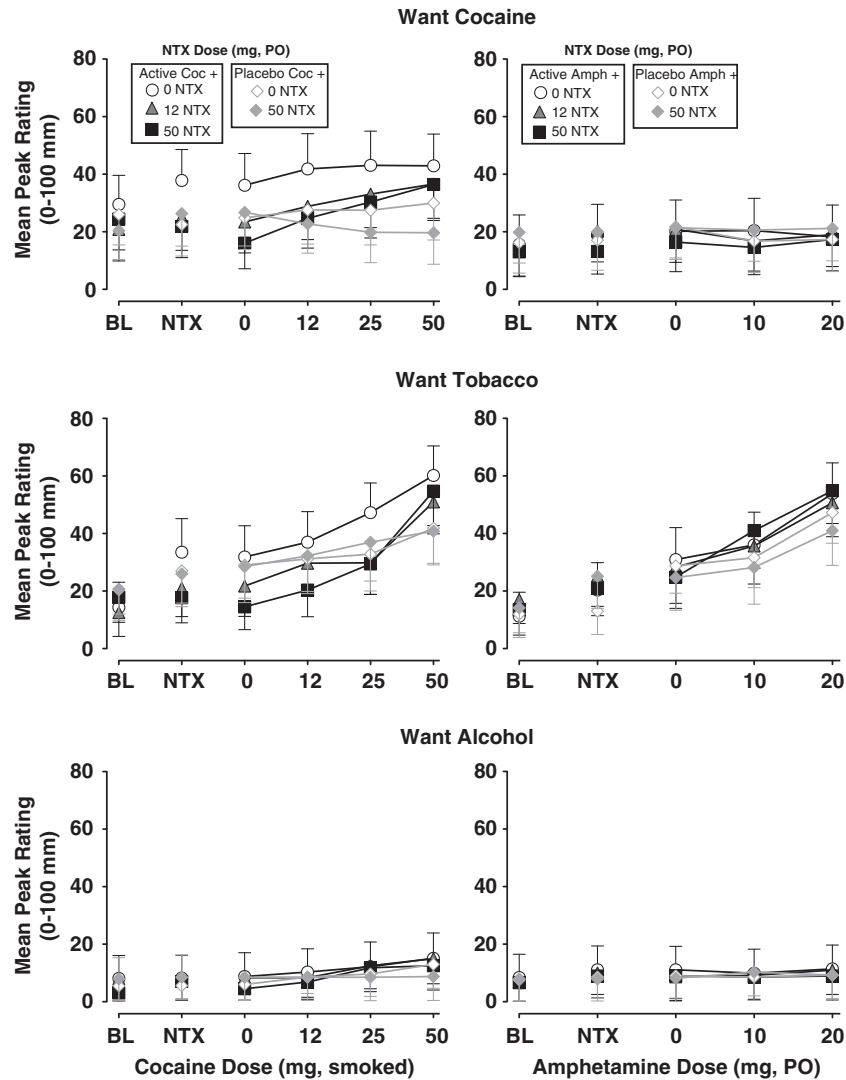 Want Cocaine
NTX Dose (mg, PO)
Active Coc +
0 NTX
12 NTX
50 NTX
Placebo Coc +
0 NTX
50 NTX
Mean Peak Rating
(0-100 mm)
80
60
40
20
0
BL NTX 0 12 25 50
NTX Dose (mg, PO)
Active Amph +
0 NTX
12 NTX
50 NTX
Placebo Amph +
0 NTX
50 NTX
80
60
40
20
0
BL NTX 0 10 20
Want Tobacco
Mean Peak Rating
(0-100 mm)
80
60
40
20
0
BL NTX 0 12 25 50
80
60
40
20
0
BL NTX 0 10 20
Want Alcohol
Mean Peak Rating
(0-100 mm)
80
60
40
20
0
BL NTX 0 12 25 50
Cocaine Dose (mg, smoked)
80
60
40
20
0
BL NTX 0 10 20
Amphetamine Dose (mg, PO)